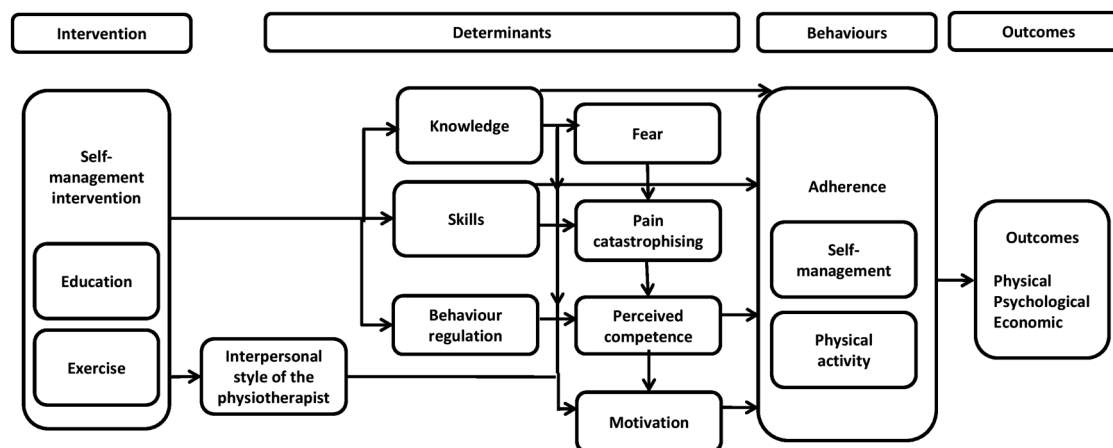 Intervention
Determinants
Behaviours
Outcomes
Self-
management
intervention
Education
Exercise
Interpersonal
style of the
physiotherapist
Knowledge
Skills
Behaviour
regulation
Fear
Pain
catastrophising
Perceived
competence
Motivation
Adherence
Self-
management
Physical
activity
Outcomes
Physical
Psychological
Economic